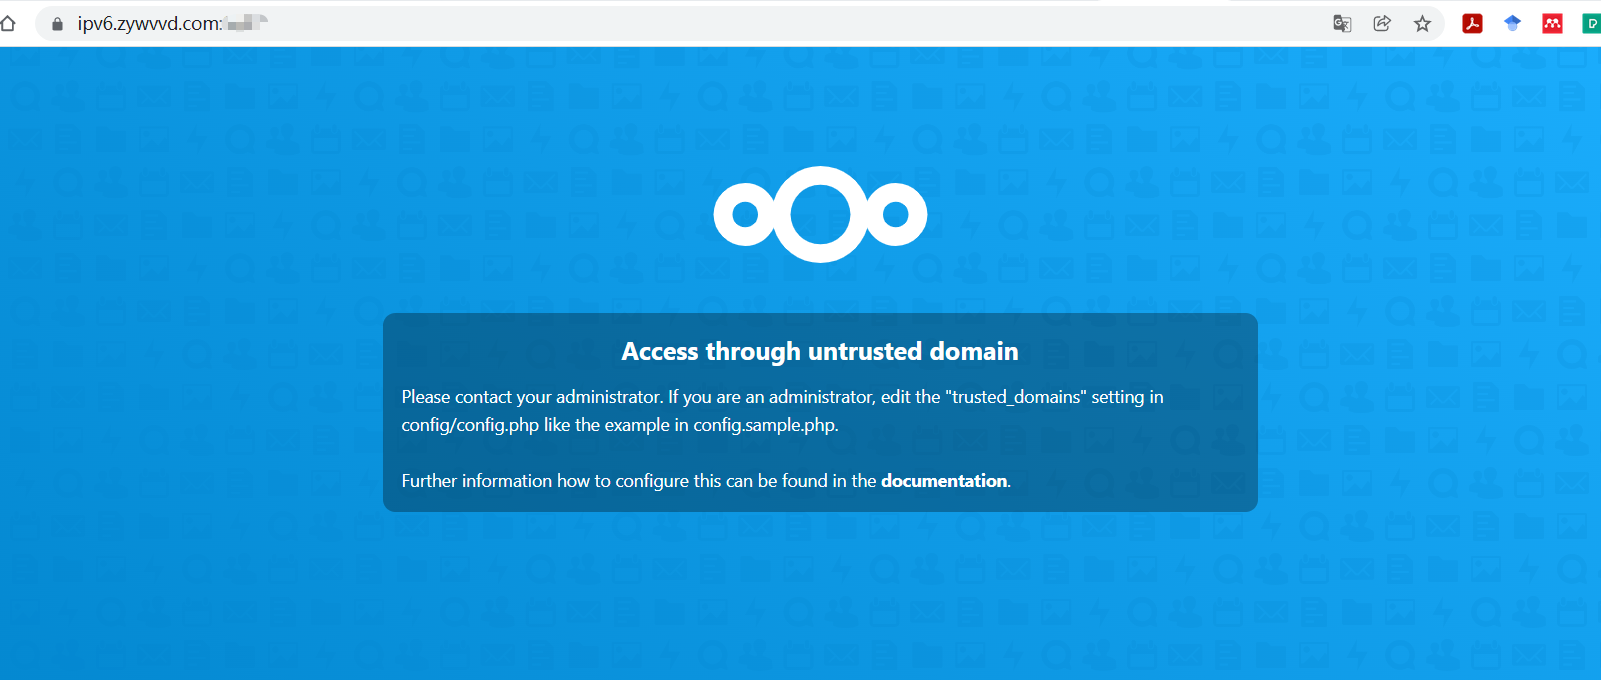 ipv6.zywvvd.com:
Access through untrusted domain
Please contact your administrator. If you are an administrator, edit the "trusted_domains" setting in
config/config.php like the example in config.sample.php.
Further information how to configure this can be found in the documentation.